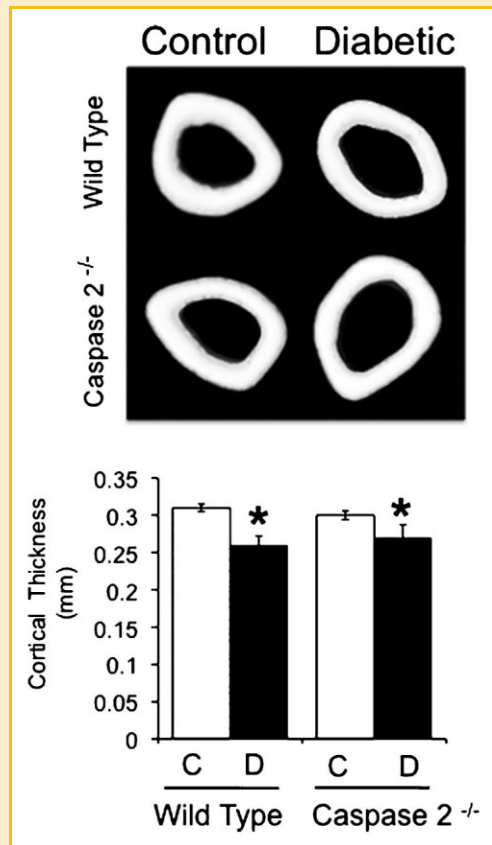 Control Diabetic
Wild Type
Caspase 2 -/-
Cortical Thickness
(mm)
0.35
0.3
0.25
0.2
0.15
0.1
0.05
0
*
*
C D C D
Wild Type Caspase 2 -/-